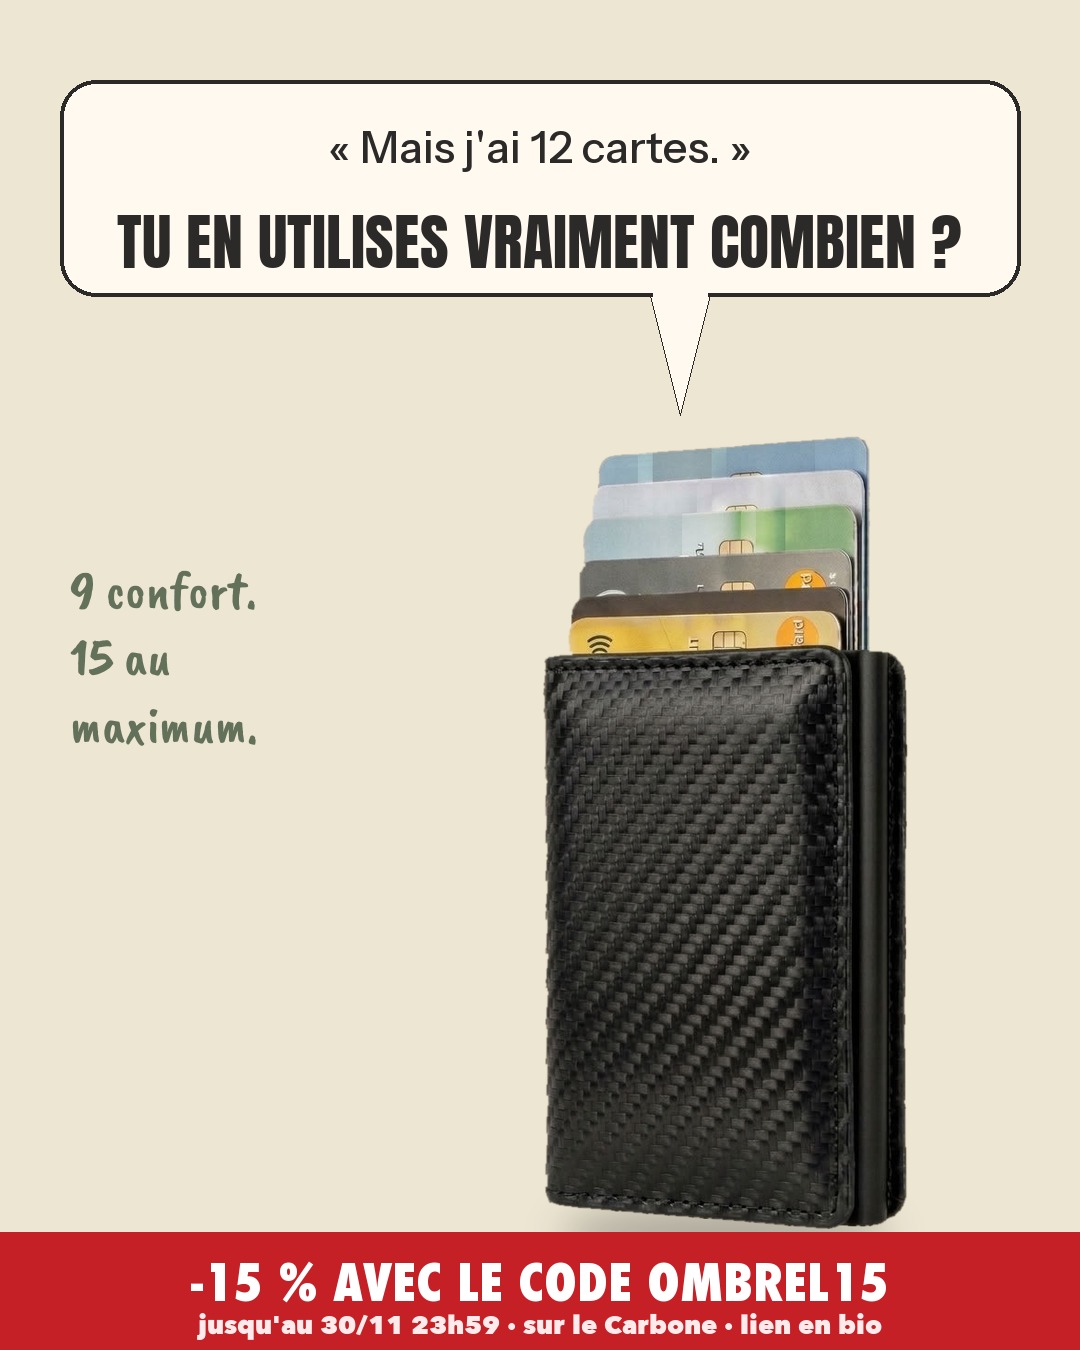 « Mais j'ai 12 cartes. »
TU EN UTILISES VRAIMENT COMBIEN ?
9 confort.
15 au
maximum.
-15 % AVEC LE CODE OMBREL15
jusqu'au 30/11 23h59 • sur le Carbone • lien en bio